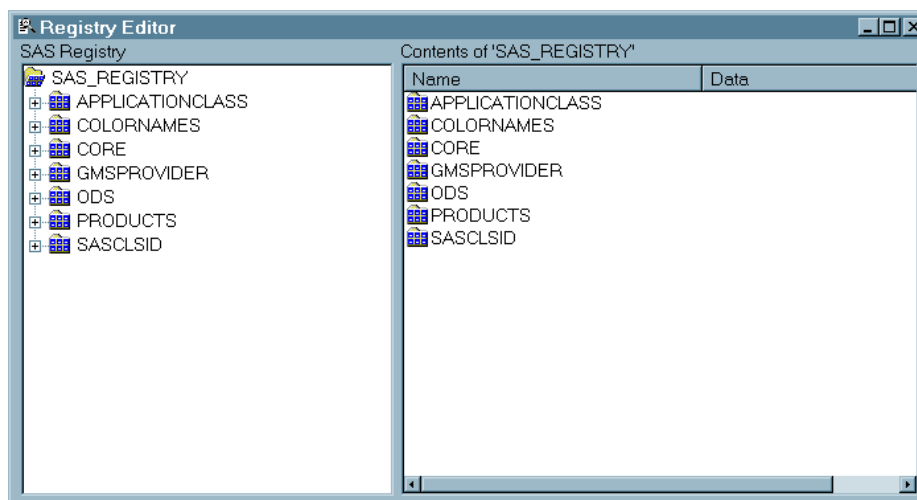 Registry Editor
SAS Registry
SAS_REGISTRY
APPLICATIONCLASS
COLORNAMES
CORE
GMSPROVIDER
ODS
PRODUCTS
SASCLSID
Contents of 'SAS_REGISTRY'
Name Data
APPLICATIONCLASS
COLORNAMES
CORE
GMSPROVIDER
ODS
PRODUCTS
SASCLSID